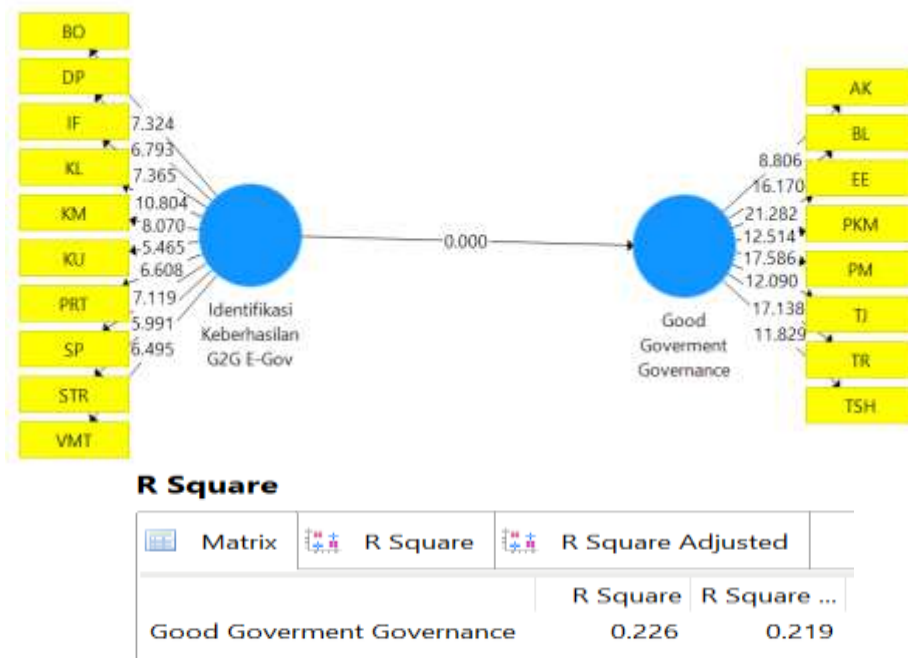 BO
DP
IF
KL
KM
KU
PRT
SP
STR
VMT
7.324
6.793
7.365
10.804
8.070
5.465
6.608
7.119
5.991
6.495
Identifikasi
Keberhasilan
G2G E-Gov
0.000
8.806
16.170
21.282
12.514
17.586
12.090
17.138
11.829
Good
Goverment
Governance
AK
BL
EE
PKM
PM
TJ
TR
TSH
R Square
Matrix R Square R Square Adjusted
R Square R Square ...
Good Goverment Governance 0.226 0.219